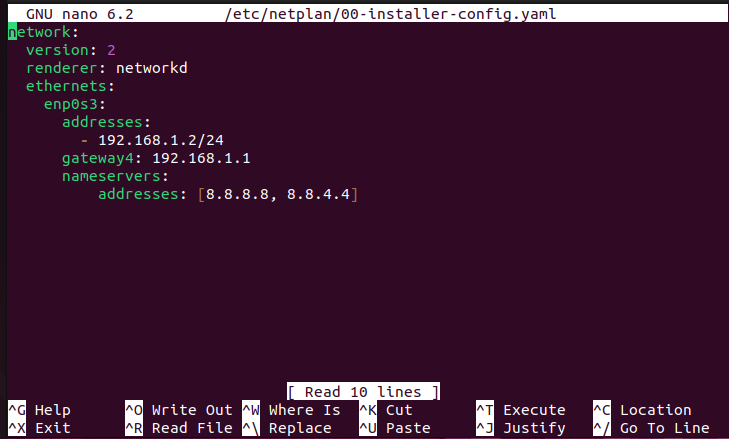 GNU nano 6.2 /etc/netplan/00-installer-config.yaml
network:
  version: 2
  renderer: networkd
  ethernets:
    enp0s3:
      addresses:
        - 192.168.1.2/24
      gateway4: 192.168.1.1
      nameservers:
          addresses: [8.8.8.8, 8.8.4.4]
[ Read 10 lines ]
^G Help ^O Write Out ^W Where Is ^K Cut ^T Execute ^C Location
^X Exit ^R Read File ^\ Replace ^U Paste ^J Justify ^/ Go To Line